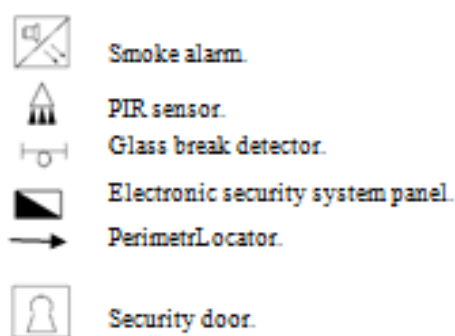 Smoke alarm.
PIR sensor.
Glass break detector.
Electronic security system panel.
PerimetrLocator.
Security door.